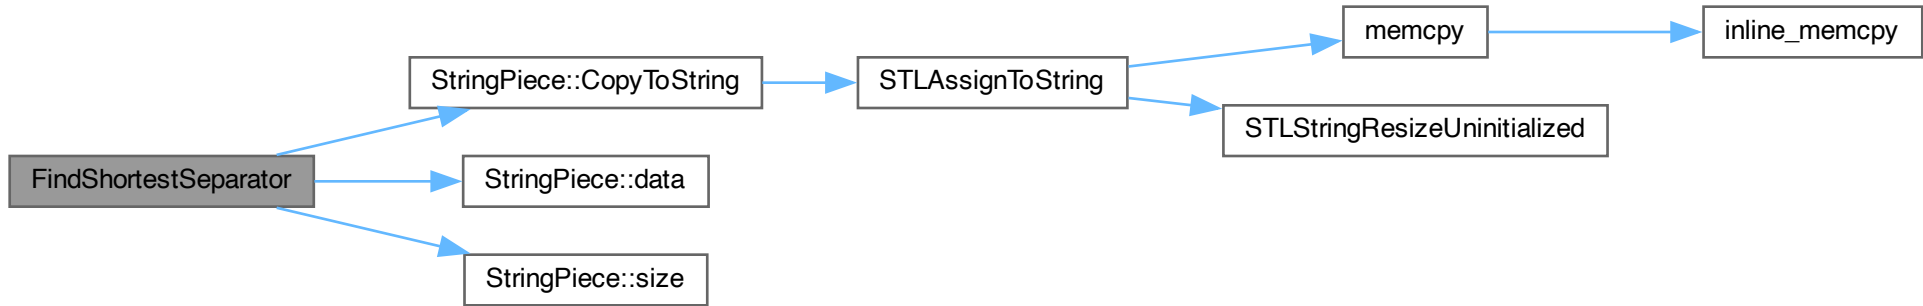 FindShortestSeparator
StringPiece::CopyToString
StringPiece::data
StringPiece::size
STLAssignToString
memcpy
STLStringResizeUninitialized
inline_memcpy